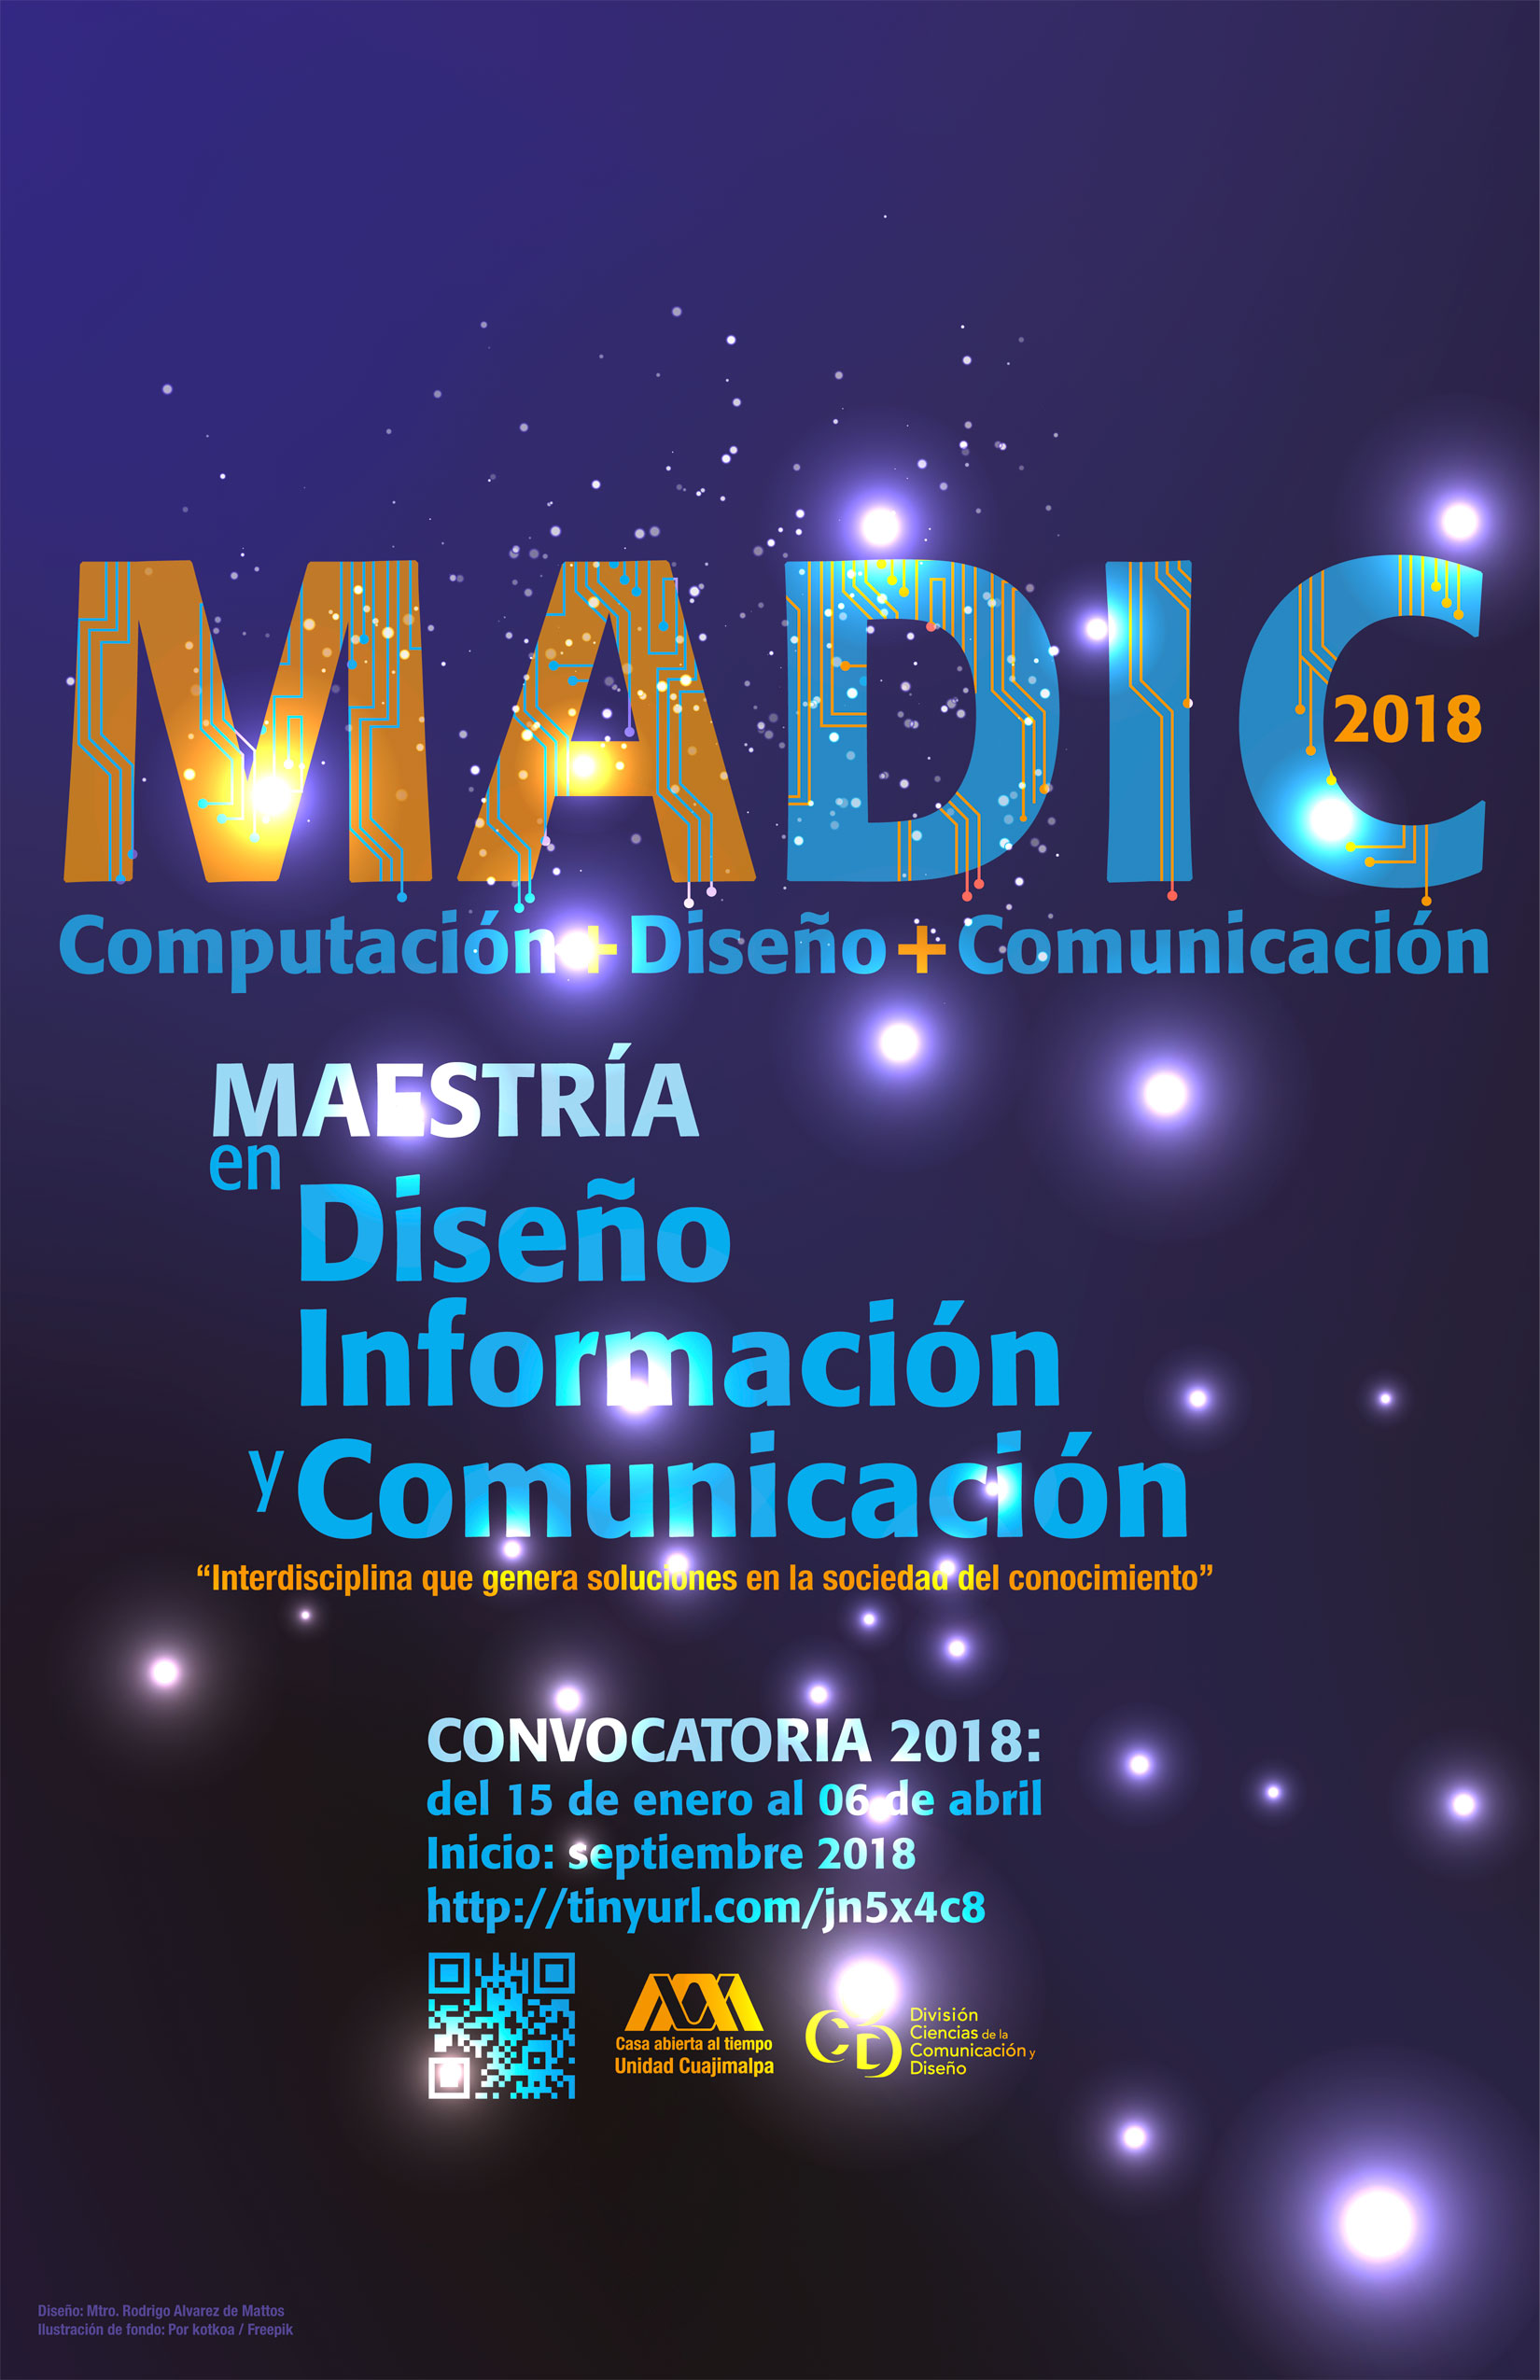 MADIC
2018
Computación+Diseño+Comunicación
MAESTRÍA
en
Diseño
Información
y Comunicación
“Interdisciplina que genera soluciones en la sociedad del conocimiento”
CONVOCATORIA 2018:
del 15 de enero al 06 de abril
Inicio: septiembre 2018
http://tinyurl.com/jn5x4c8
Casa abierta al tiempo
Unidad Cuajimalpa
CD
División
Ciencias de la
Comunicación y
Diseño
Diseño: Mtro. Rodrigo Alvarez de Mattos
Ilustración de fondo: Por kotkoa / Freepik